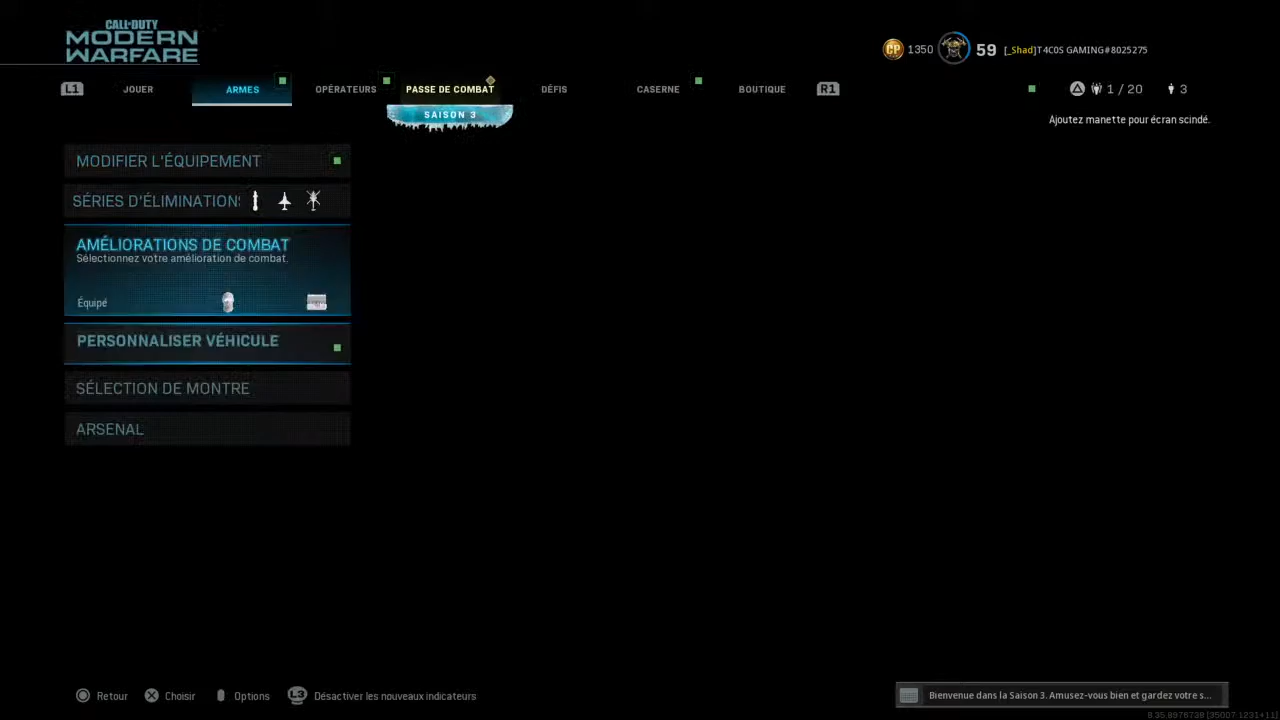 CALL OF DUTY
MODERN
WARFARE
CP 1350 59 [_Shad]T4C0S GAMING#8025275
L1 JOUER ARMES OPÉRATEURS PASSE DE COMBAT DÉFIS CASERNE BOUTIQUE R1 1 / 20 3
SAISON 3
Ajoutez manette pour écran scindé.
MODIFIER L'ÉQUIPEMENT
SÉRIES D'ÉLIMINATIONS
AMÉLIORATIONS DE COMBAT
Sélectionnez votre amélioration de combat.
Équipé
PERSONNALISER VÉHICULE
SÉLECTION DE MONTRE
ARSENAL
Retour Choisir Options L3 Désactiver les nouveaux indicateurs
Bienvenue dans la Saison 3. Amusez-vous bien et gardez votre s...